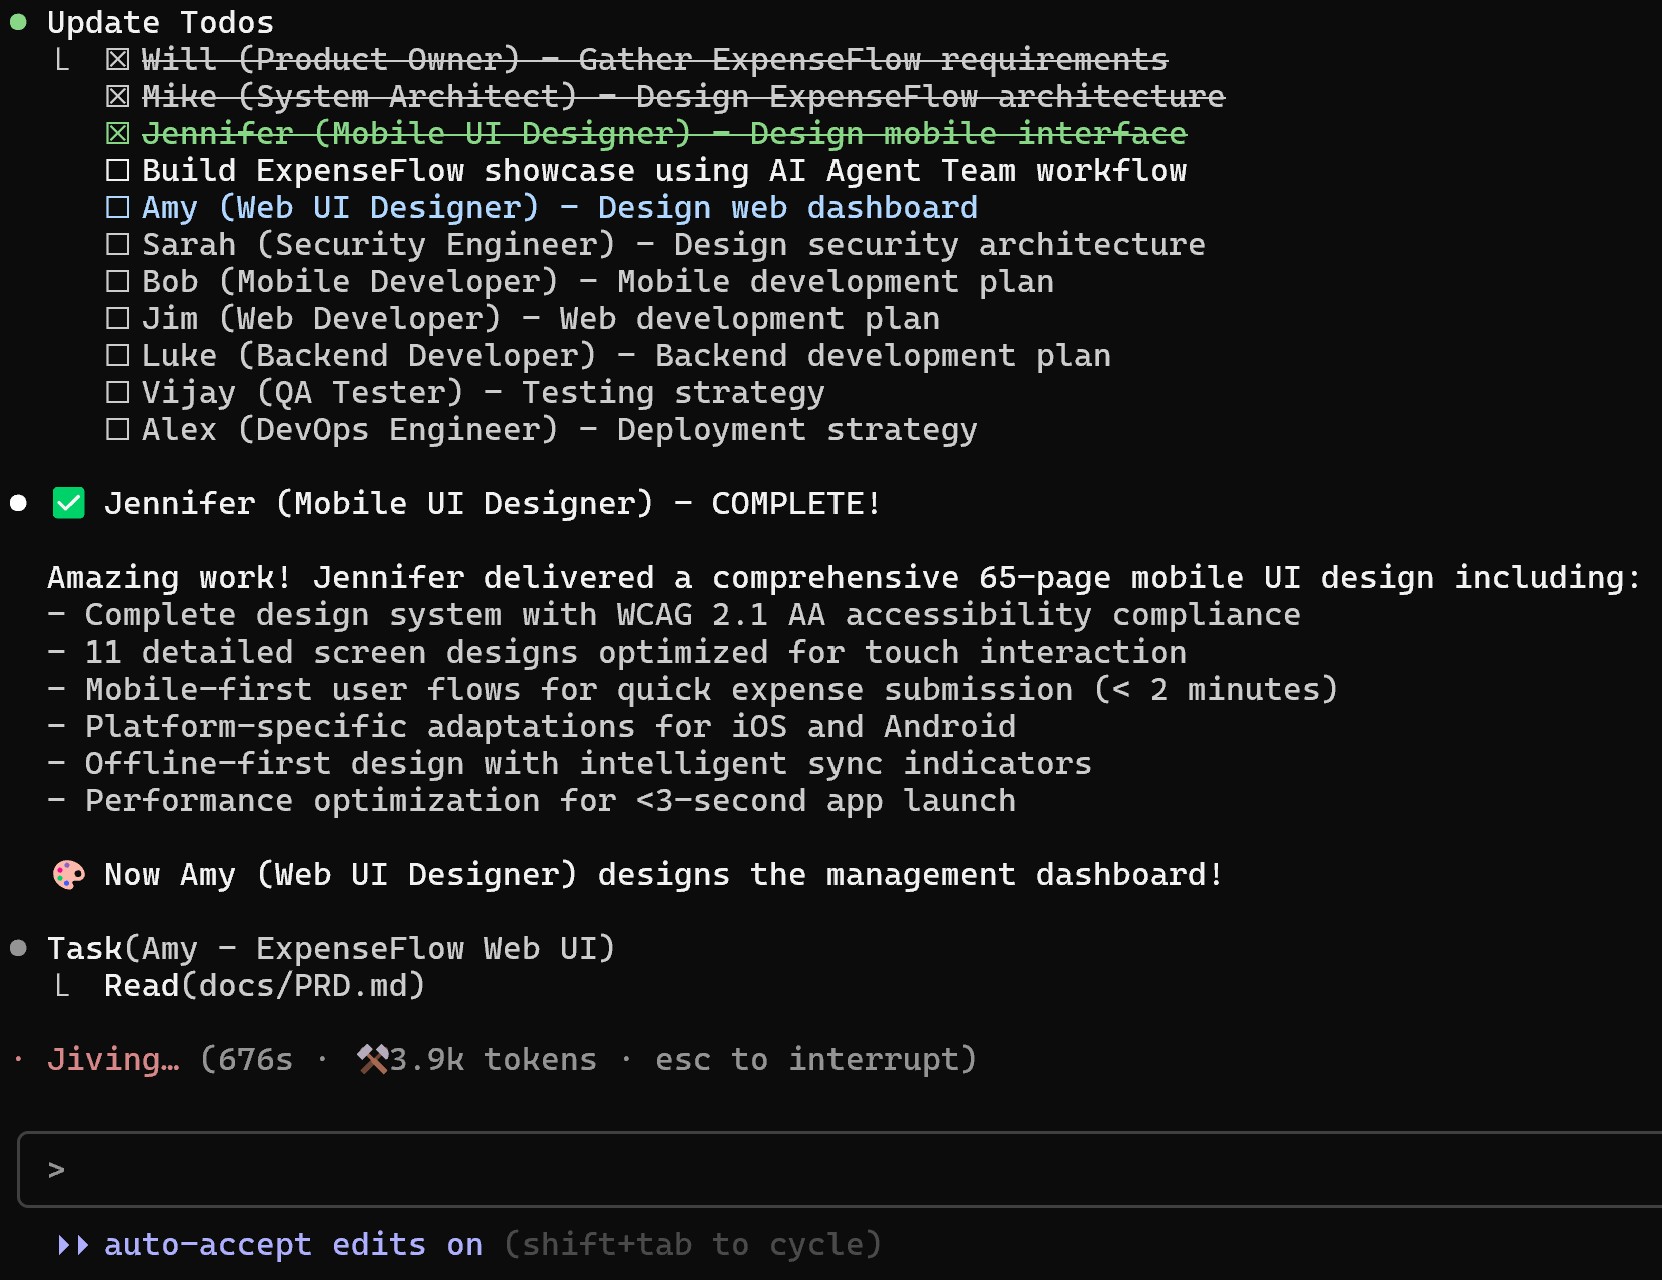 ● Update Todos
⎿ ☒ Will (Product Owner) – Gather ExpenseFlow requirements
☒ Mike (System Architect) – Design ExpenseFlow architecture
☒ Jennifer (Mobile UI Designer) – Design mobile interface
☐ Build ExpenseFlow showcase using AI Agent Team workflow
☐ Amy (Web UI Designer) – Design web dashboard
☐ Sarah (Security Engineer) – Design security architecture
☐ Bob (Mobile Developer) – Mobile development plan
☐ Jim (Web Developer) – Web development plan
☐ Luke (Backend Developer) – Backend development plan
☐ Vijay (QA Tester) – Testing strategy
☐ Alex (DevOps Engineer) – Deployment strategy
● ✅ Jennifer (Mobile UI Designer) – COMPLETE!
Amazing work! Jennifer delivered a comprehensive 65-page mobile UI design including:
– Complete design system with WCAG 2.1 AA accessibility compliance
– 11 detailed screen designs optimized for touch interaction
– Mobile-first user flows for quick expense submission (< 2 minutes)
– Platform-specific adaptations for iOS and Android
– Offline-first design with intelligent sync indicators
– Performance optimization for <3-second app launch
🎨 Now Amy (Web UI Designer) designs the management dashboard!
● Task(Amy – ExpenseFlow Web UI)
⎿ Read(docs/PRD.md)
· Jiving… (676s · ⚒3.9k tokens · esc to interrupt)
>
⏵⏵ auto-accept edits on (shift+tab to cycle)